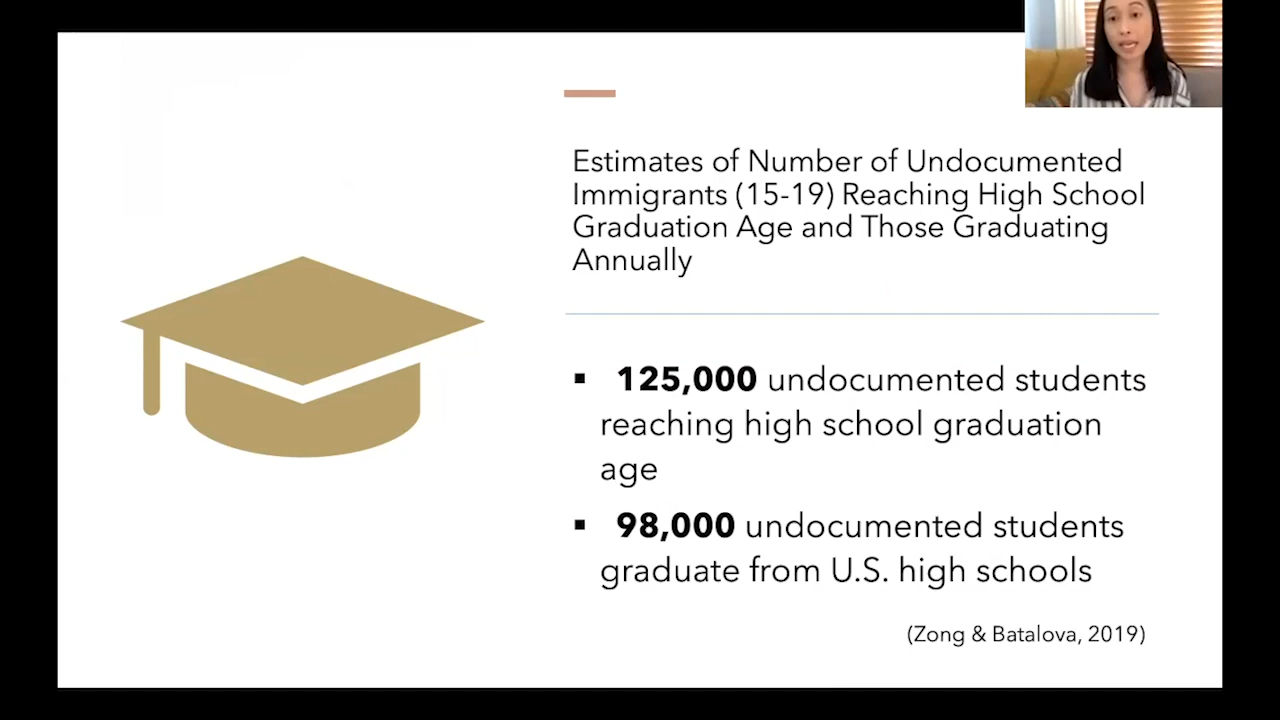 Estimates of Number of Undocumented
Immigrants (15-19) Reaching High School
Graduation Age and Those Graduating
Annually
▪ 125,000 undocumented students
reaching high school graduation
age
▪ 98,000 undocumented students
graduate from U.S. high schools
(Zong & Batalova, 2019)